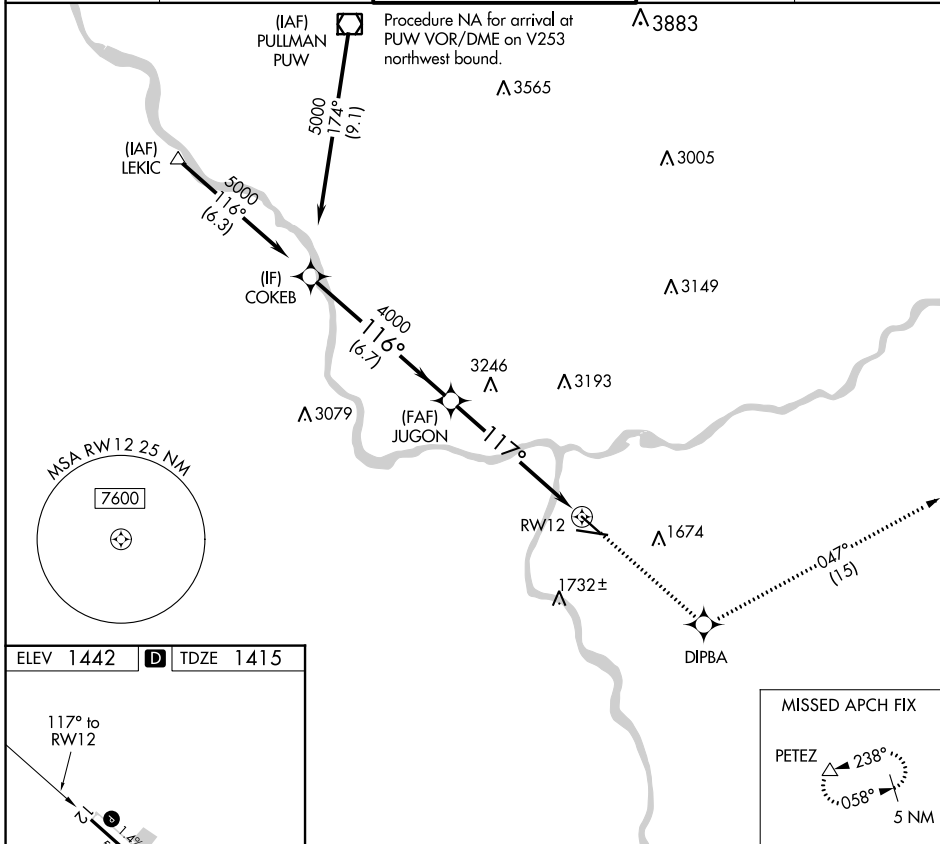 (IAF)
PULLMAN
PUW
Procedure NA for arrival at
PUW VOR/DME on V253
northwest bound.
3883
3565
5000
174°
(9.1)
(IAF)
LEKIC
3005
5000
116°
(6.3)
(IF)
COKEB
3149
4000
116°
(6.7)
3246
3193
3079
(FAF)
JUGON
117°
MSA RW12 25 NM
7600
RW12
1674
047°
(15)
1732±
DIPBA
ELEV 1442 D TDZE 1415
117° to
RW12
12
P
1.4%
MISSED APCH FIX
PETEZ
238°
058°
5 NM